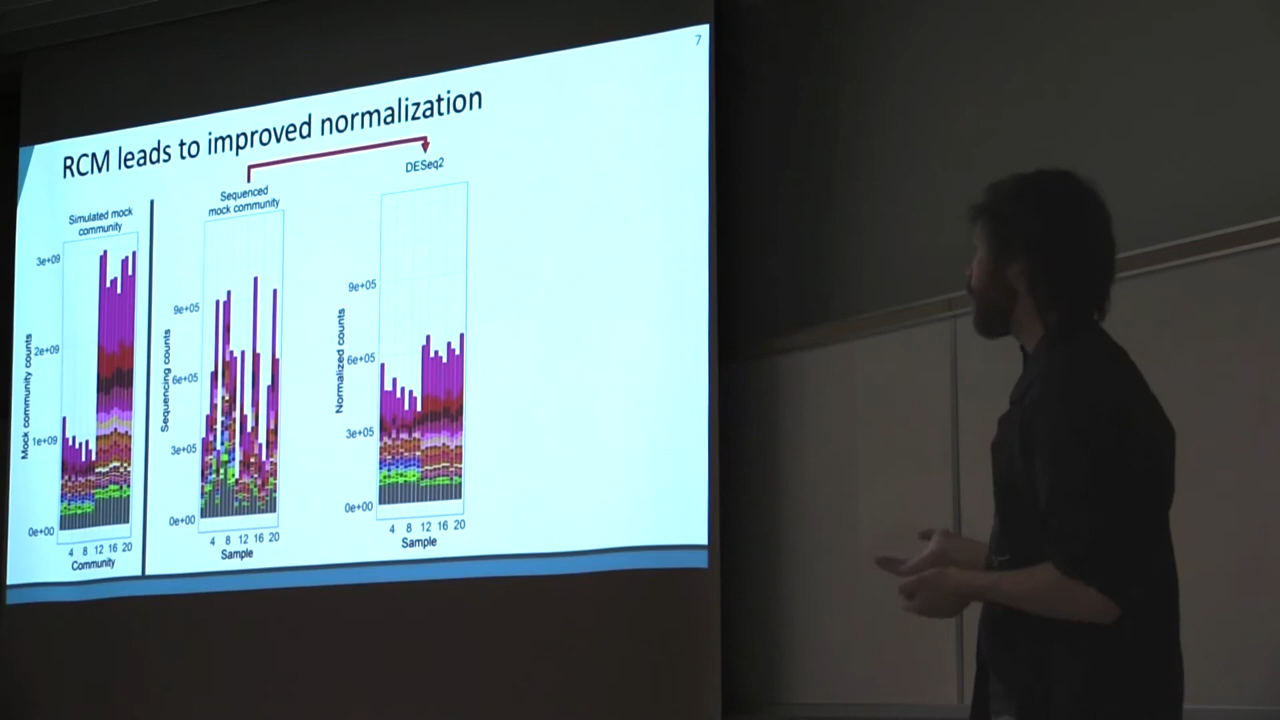 7
RCM leads to improved normalization
Simulated mock
community
3e+09
2e+09
1e+09
0e+00
Mock community counts
4 8 12 16 20
Community
Sequenced
mock community
9e+05
6e+05
3e+05
0e+00
Sequencing counts
4 8 12 16 20
Sample
DESeq2
9e+05
6e+05
3e+05
0e+00
Normalized counts
4 8 12 16 20
Sample